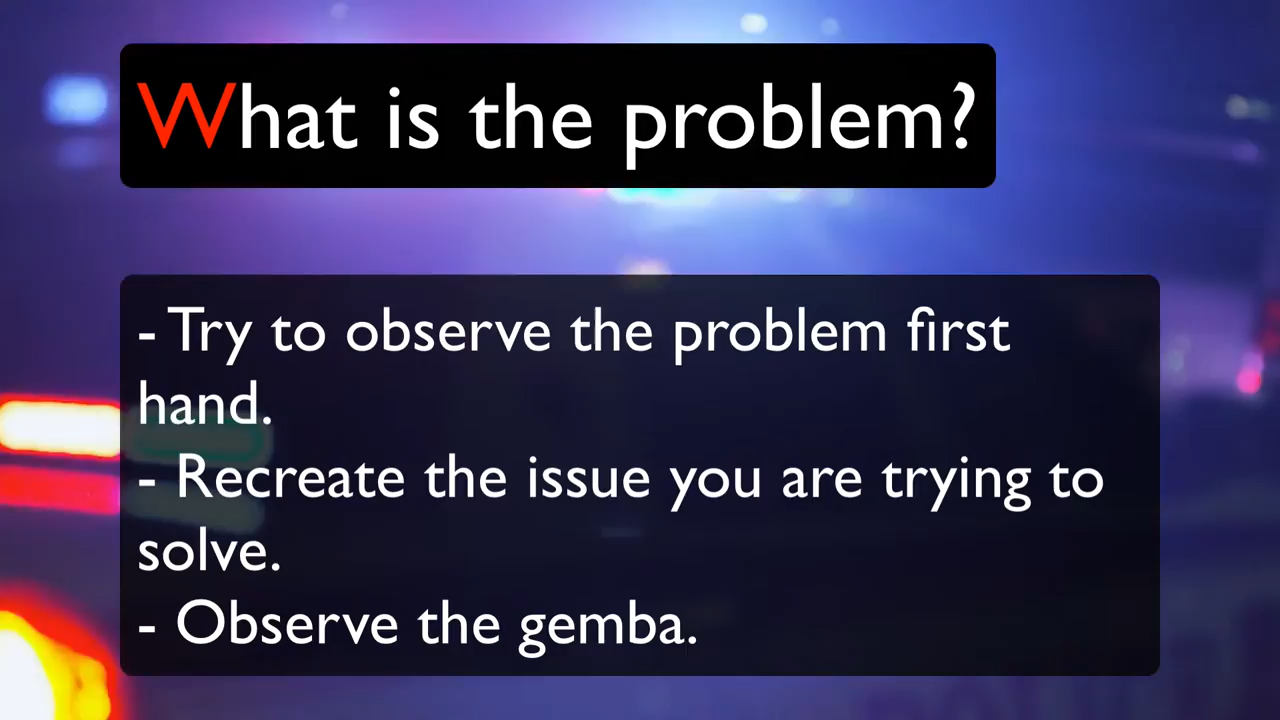 What is the problem?
- Try to observe the problem first
hand.
- Recreate the issue you are trying to
solve.
- Observe the gemba.